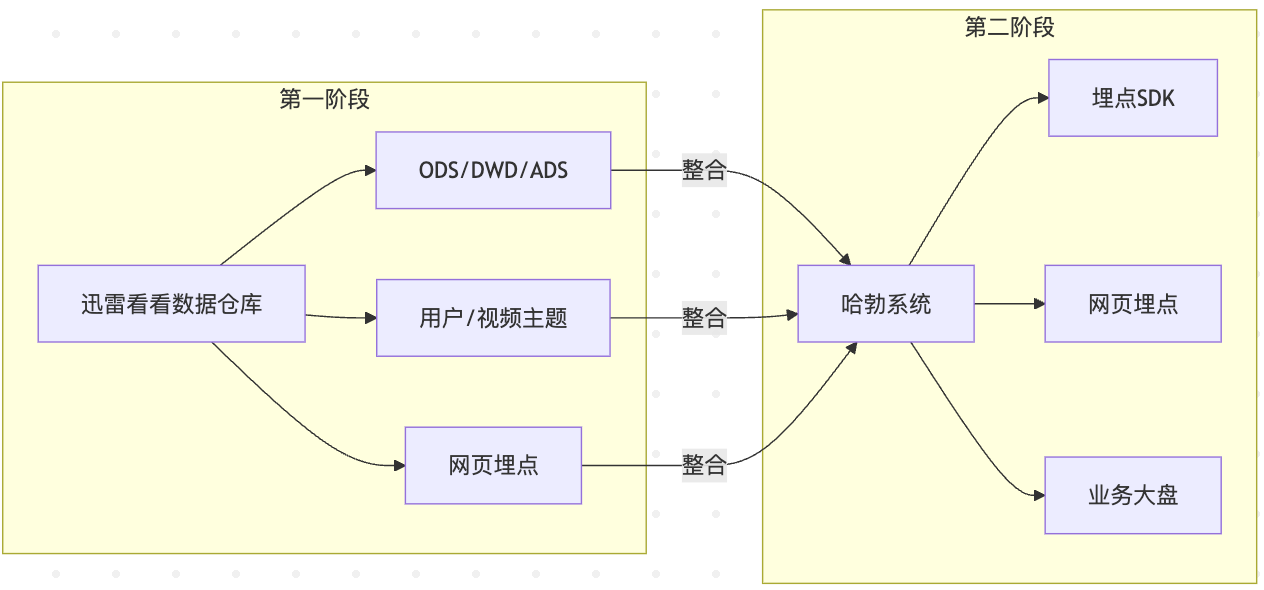 第一阶段
迅雷看看数据仓库
ODS/DWD/ADS
用户/视频主题
网页埋点
整合
整合
整合
第二阶段
哈勃系统
埋点SDK
网页埋点
业务大盘